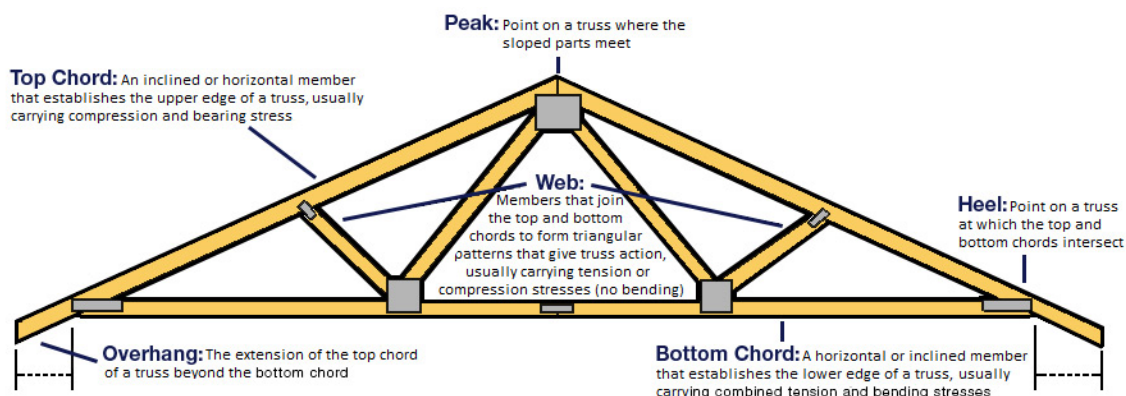 Peak: Point on a truss where the
sloped parts meet
Top Chord: An inclined or horizontal member
that establishes the upper edge of a truss, usually
carrying compression and bearing stress
Web:
Members that join
the top and bottom
chords to form triangular
patterns that give truss action,
usually carrying tension or
compression stresses (no bending)
Heel: Point on a truss
at which the top and
bottom chords intersect
Overhang: The extension of the top chord
of a truss beyond the bottom chord
Bottom Chord: A horizontal or inclined member
that establishes the lower edge of a truss, usually
carrying combined tension and bending stresses